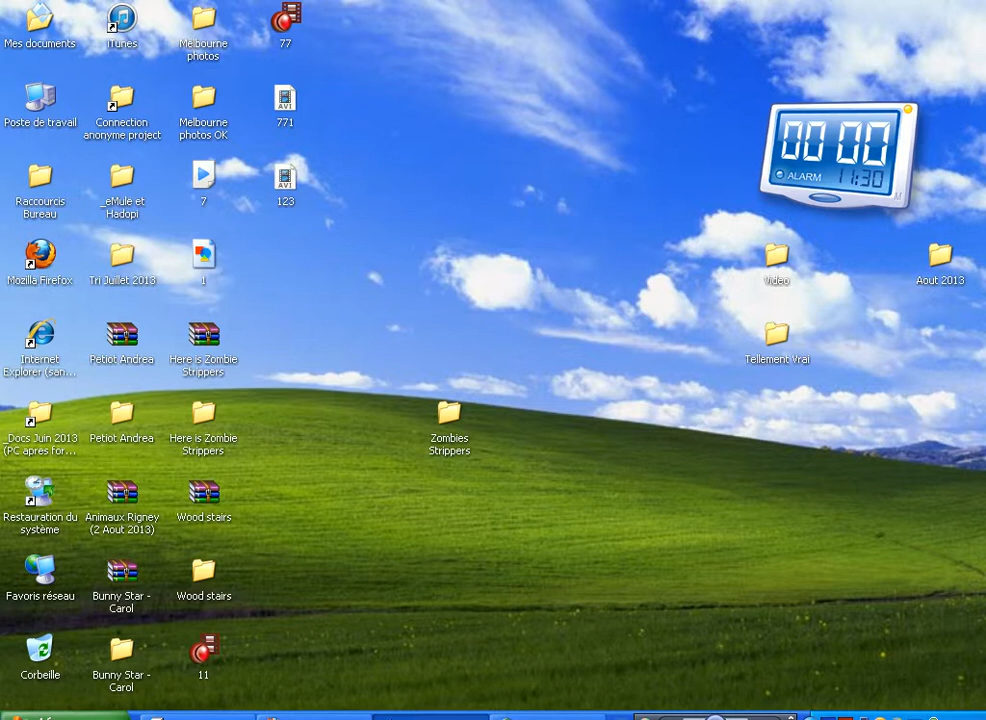 Mes documents
iTunes
Melbourne
photos
77
Poste de travail
Connection
anonyme project
Melbourne
photos OK
AVI
771
00 00
ALARM 11:30
M
Raccourcis
Bureau
_eMule et
Hadopi
7
AVI
123
Mozilla Firefox
Tri Juillet 2013
1
Video
Aout 2013
Internet
Explorer (san...
Petiot Andrea
Here is Zombie
Strippers
Tellement Vrai
_Docs Juin 2013
(PC apres for...
Petiot Andrea
Here is Zombie
Strippers
Zombies
Strippers
Restauration du
système
Animaux Rigney
(2 Aout 2013)
Wood stairs
Favoris réseau
Bunny Star -
Carol
Wood stairs
Corbeille
Bunny Star -
Carol
11